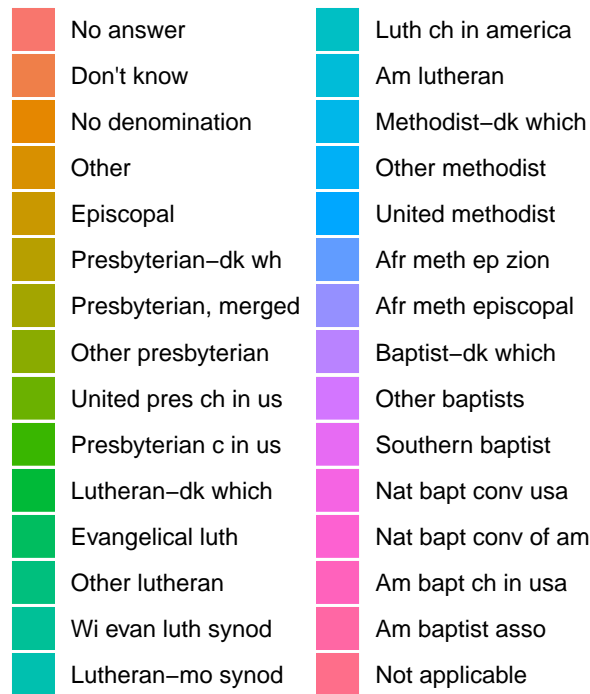 No answer
Don't know
No denomination
Other
Episcopal
Presbyterian−dk wh
Presbyterian, merged
Other presbyterian
United pres ch in us
Presbyterian c in us
Lutheran−dk which
Evangelical luth
Other lutheran
Wi evan luth synod
Lutheran−mo synod
Luth ch in america
Am lutheran
Methodist−dk which
Other methodist
United methodist
Afr meth ep zion
Afr meth episcopal
Baptist−dk which
Other baptists
Southern baptist
Nat bapt conv usa
Nat bapt conv of am
Am bapt ch in usa
Am baptist asso
Not applicable